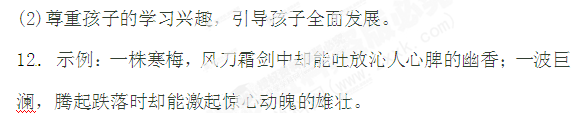 (2)尊重孩子的学习兴趣，引导孩子全面发展。
12. 示例：一株寒梅，风刀霜剑中却能吐放沁人心脾的幽香；一波巨
澜，腾起跌落时却能激起惊心动魄的雄壮。